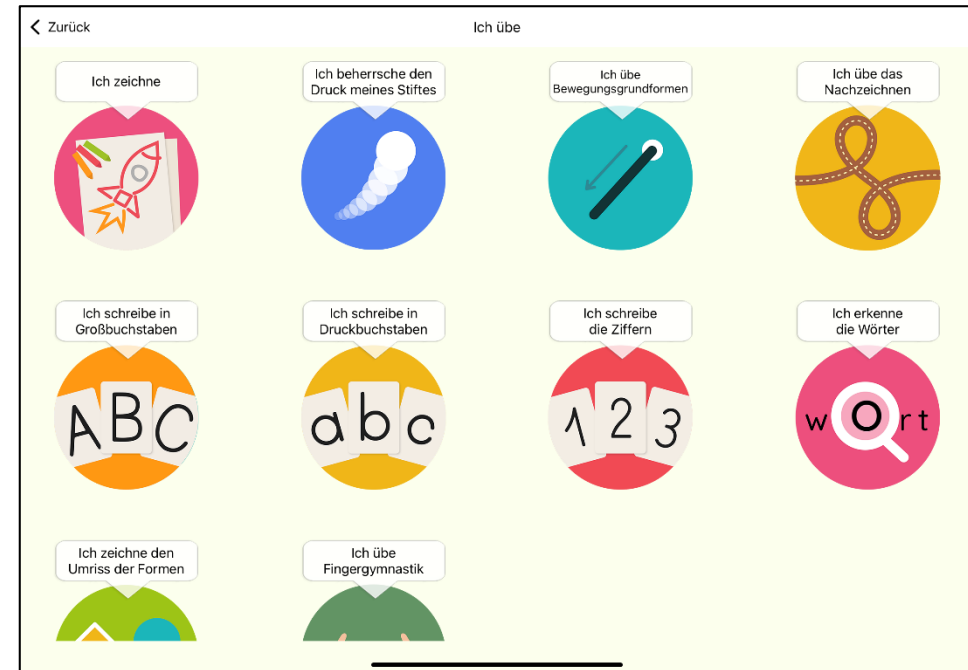 Zurück
Ich übe
Ich zeichne
Ich beherrsche den
Druck meines Stiftes
Ich übe
Bewegungsgrundformen
Ich übe das
Nachzeichnen
Ich schreibe in
Großbuchstaben
ABC
Ich schreibe in
Druckbuchstaben
abc
Ich schreibe
die Ziffern
123
Ich erkenne
die Wörter
wOrt
Ich zeichne den
Umriss der Formen
Ich übe
Fingergymnastik